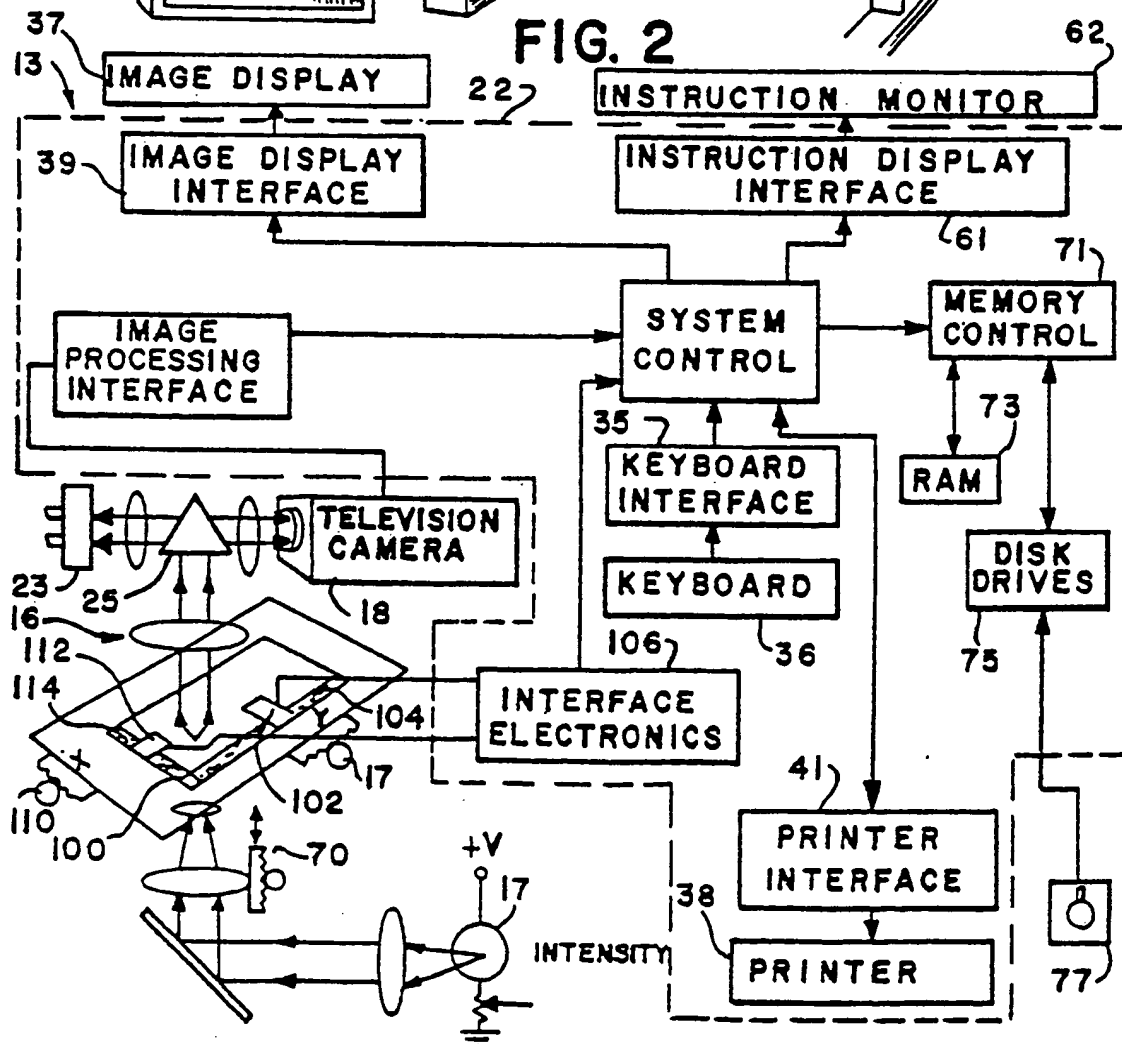 FIG. 2
37
13
IMAGE DISPLAY
22
62
INSTRUCTION MONITOR
39
IMAGE DISPLAY
INTERFACE
INSTRUCTION DISPLAY
INTERFACE
61
71
IMAGE
PROCESSING
INTERFACE
SYSTEM
CONTROL
MEMORY
CONTROL
35
KEYBOARD
INTERFACE
73
RAM
TELEVISION
CAMERA
23
25
18
KEYBOARD
36
DISK
DRIVES
75
16
112
114
106
INTERFACE
ELECTRONICS
104
Y
X
17
110
100
102
41
PRINTER
INTERFACE
70
+V
17
38
INTENSITY
PRINTER
77